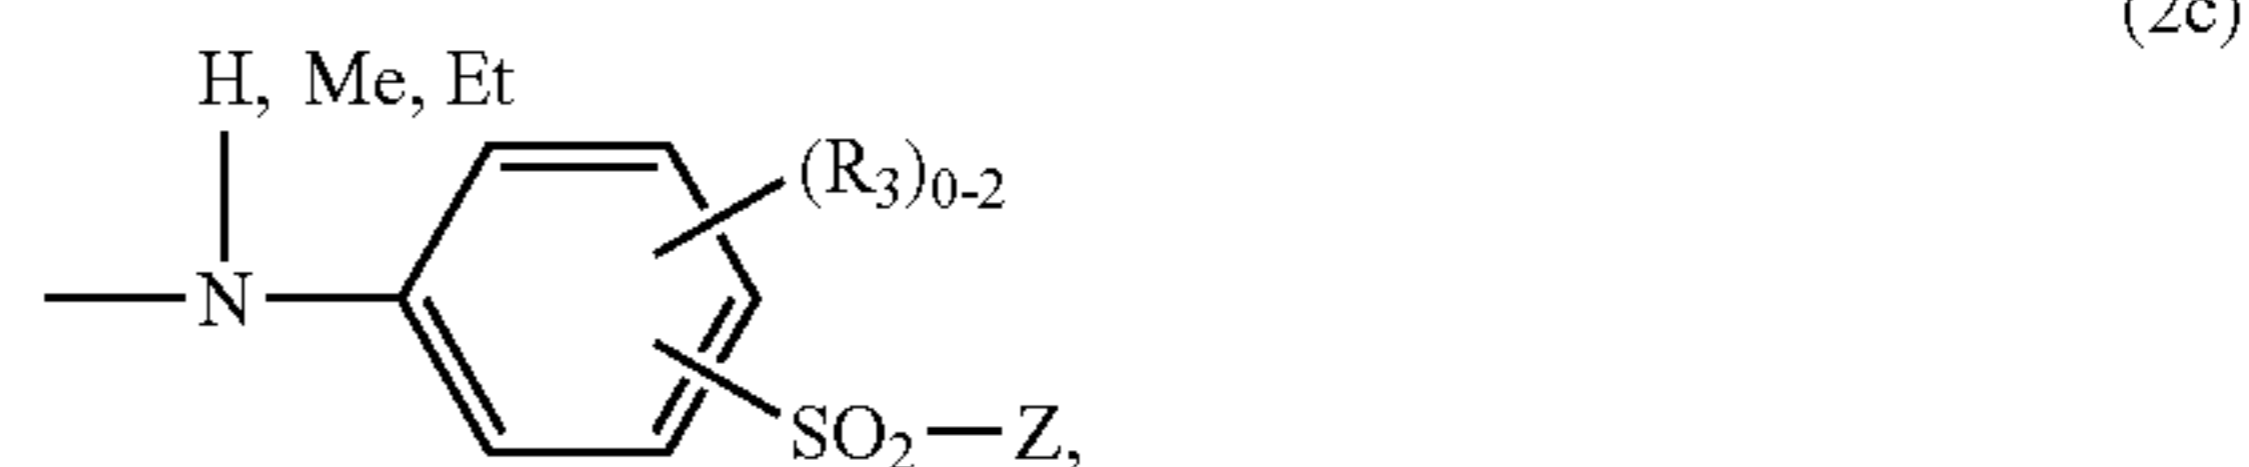 (2c)
H, Me, Et
(R3)0-2
N
SO2—Z,